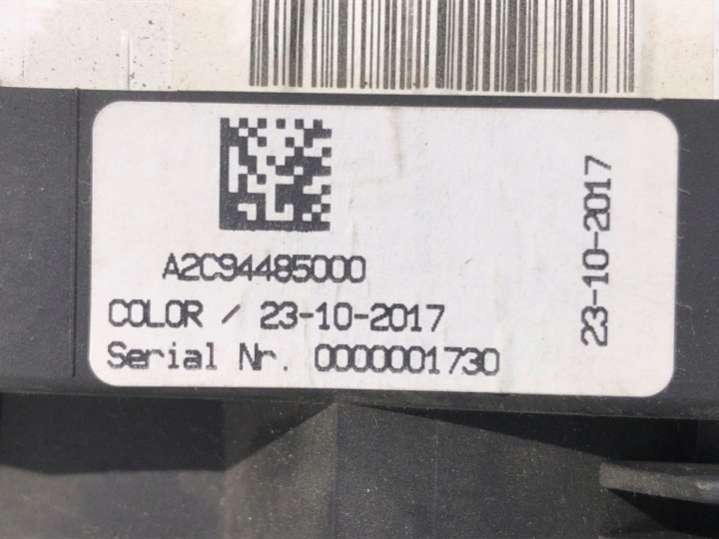 A2C94485000
COLOR / 23-10-2017
Serial Nr. 0000001730
23-10-2017